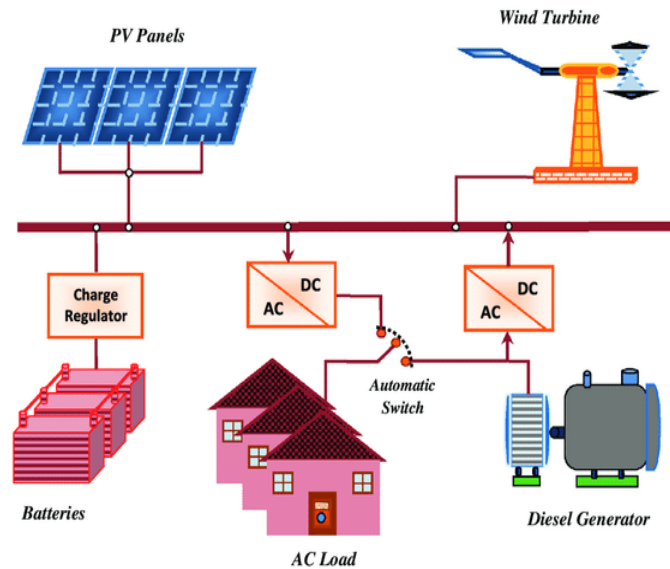 PV Panels
Wind Turbine
Charge
Regulator
DC
AC
DC
AC
Automatic
Switch
Batteries
AC Load
Diesel Generator